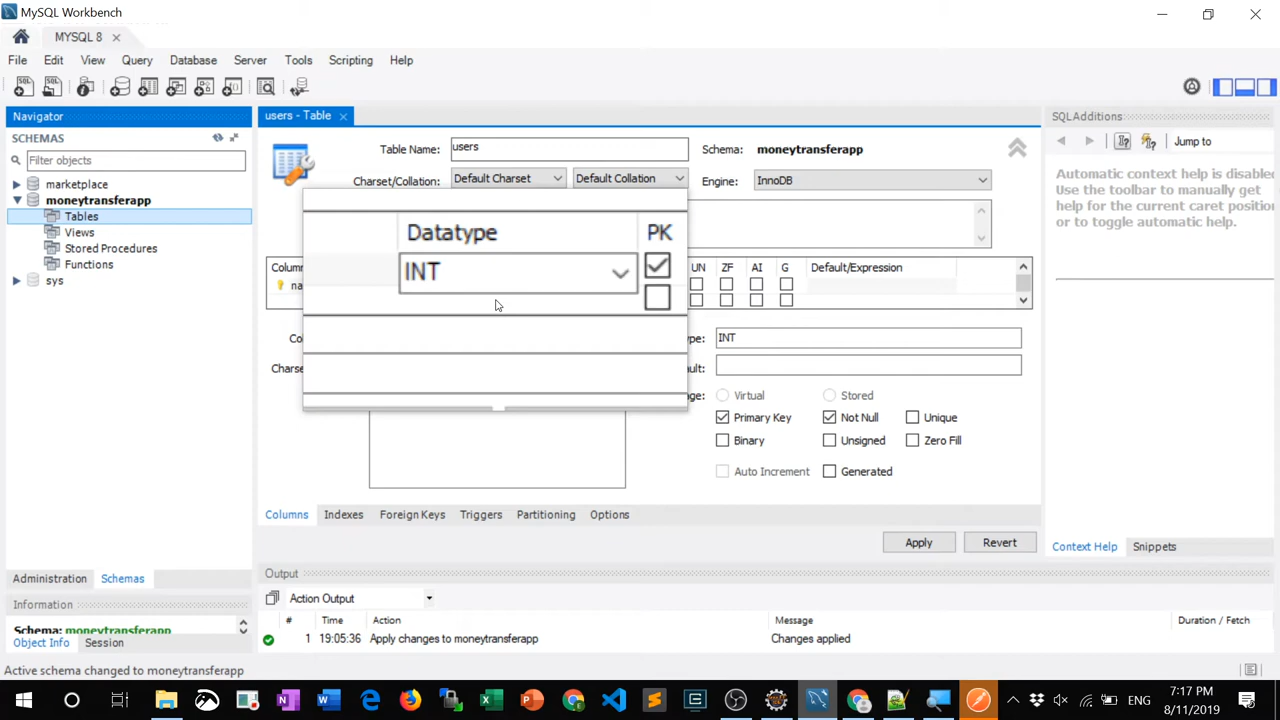 MySQL Workbench
MYSQL 8
File Edit View Query Database Server Tools Scripting Help
Navigator
users - Table
SQLAdditions
SCHEMAS
Jump to
Filter objects
Table Name: users
Schema: moneytransferapp
marketplace
Charset/Collation: Default Charset Default Collation
Engine: InnoDB
Automatic context help is disabled.
Use the toolbar to manually get
help for the current caret position
or to toggle automatic help.
moneytransferapp
Tables
Views
Stored Procedures
Functions
sys
Datatype PK
INT
UN ZF AI G Default/Expression
INT
Virtual Stored
Primary Key Not Null Unique
Binary Unsigned Zero Fill
Auto Increment Generated
Columns Indexes Foreign Keys Triggers Partitioning Options
Apply Revert
Context Help Snippets
Administration Schemas
Output
Information
Action Output
Schema: moneytransferapp
# Time Action Message Duration / Fetch
Object Info Session
1 19:05:36 Apply changes to moneytransferapp Changes applied
Active schema changed to moneytransferapp
ENG
7:17 PM
8/11/2019